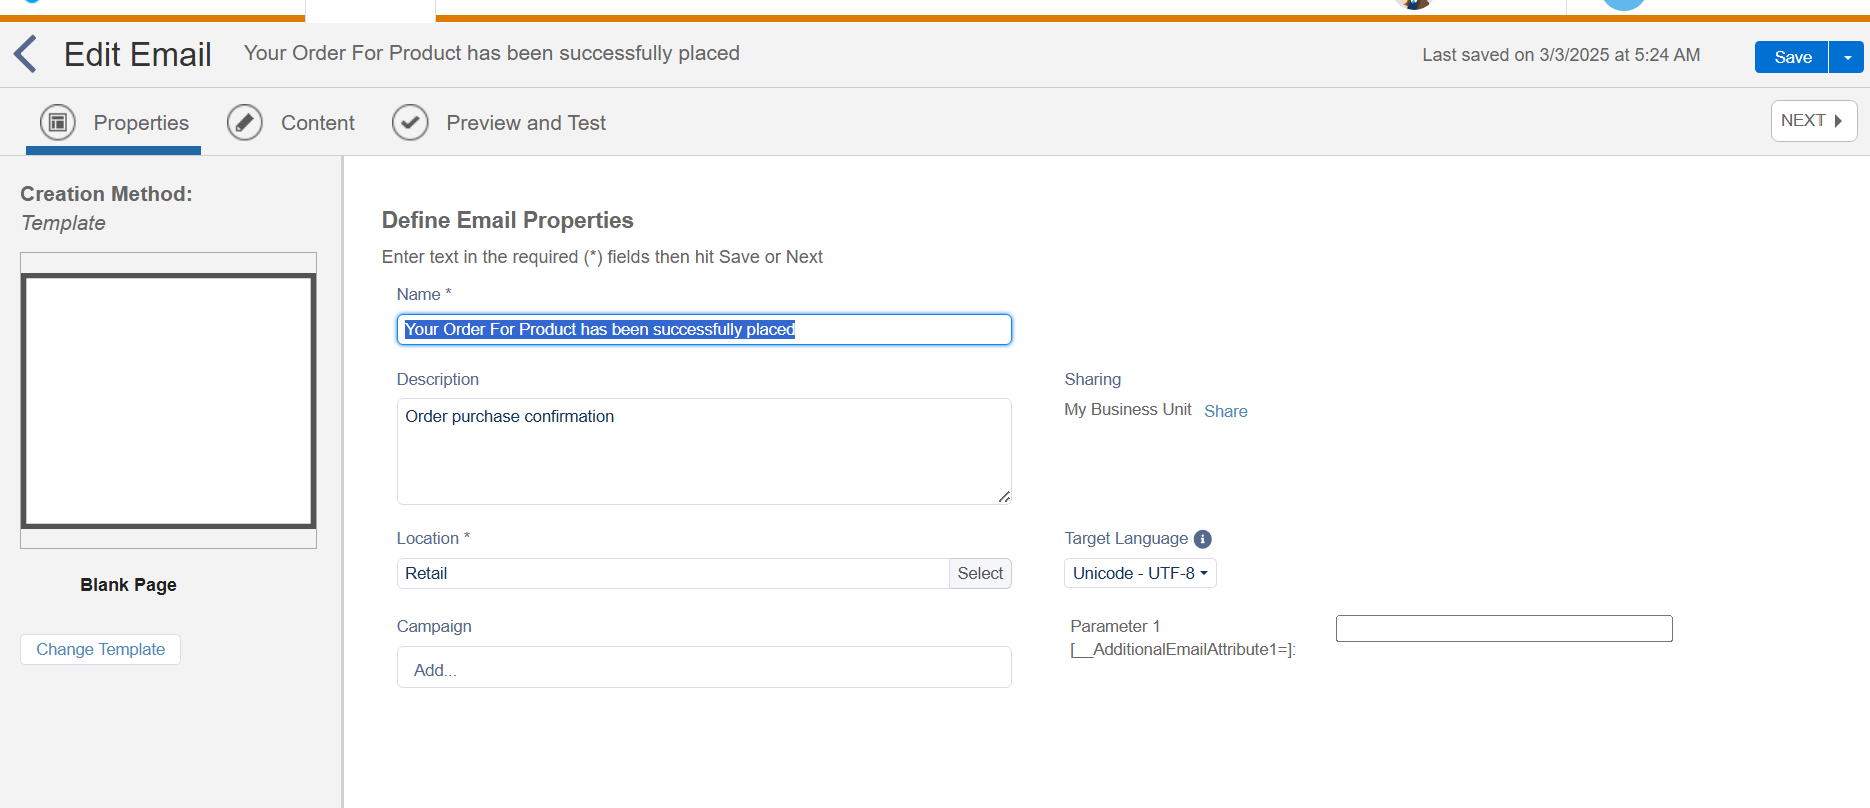 Edit Email
Your Order For Product has been successfully placed
Last saved on 3/3/2025 at 5:24 AM
Save
Properties
Content
Preview and Test
NEXT
Creation Method:
Template
Blank Page
Change Template
Define Email Properties
Enter text in the required (*) fields then hit Save or Next
Name *
Your Order For Product has been successfully placed
Description
Order purchase confirmation
Sharing
My Business Unit Share
Location *
Retail
Select
Target Language
Unicode - UTF-8
Campaign
Add...
Parameter 1
[__AdditionalEmailAttribute1=]: